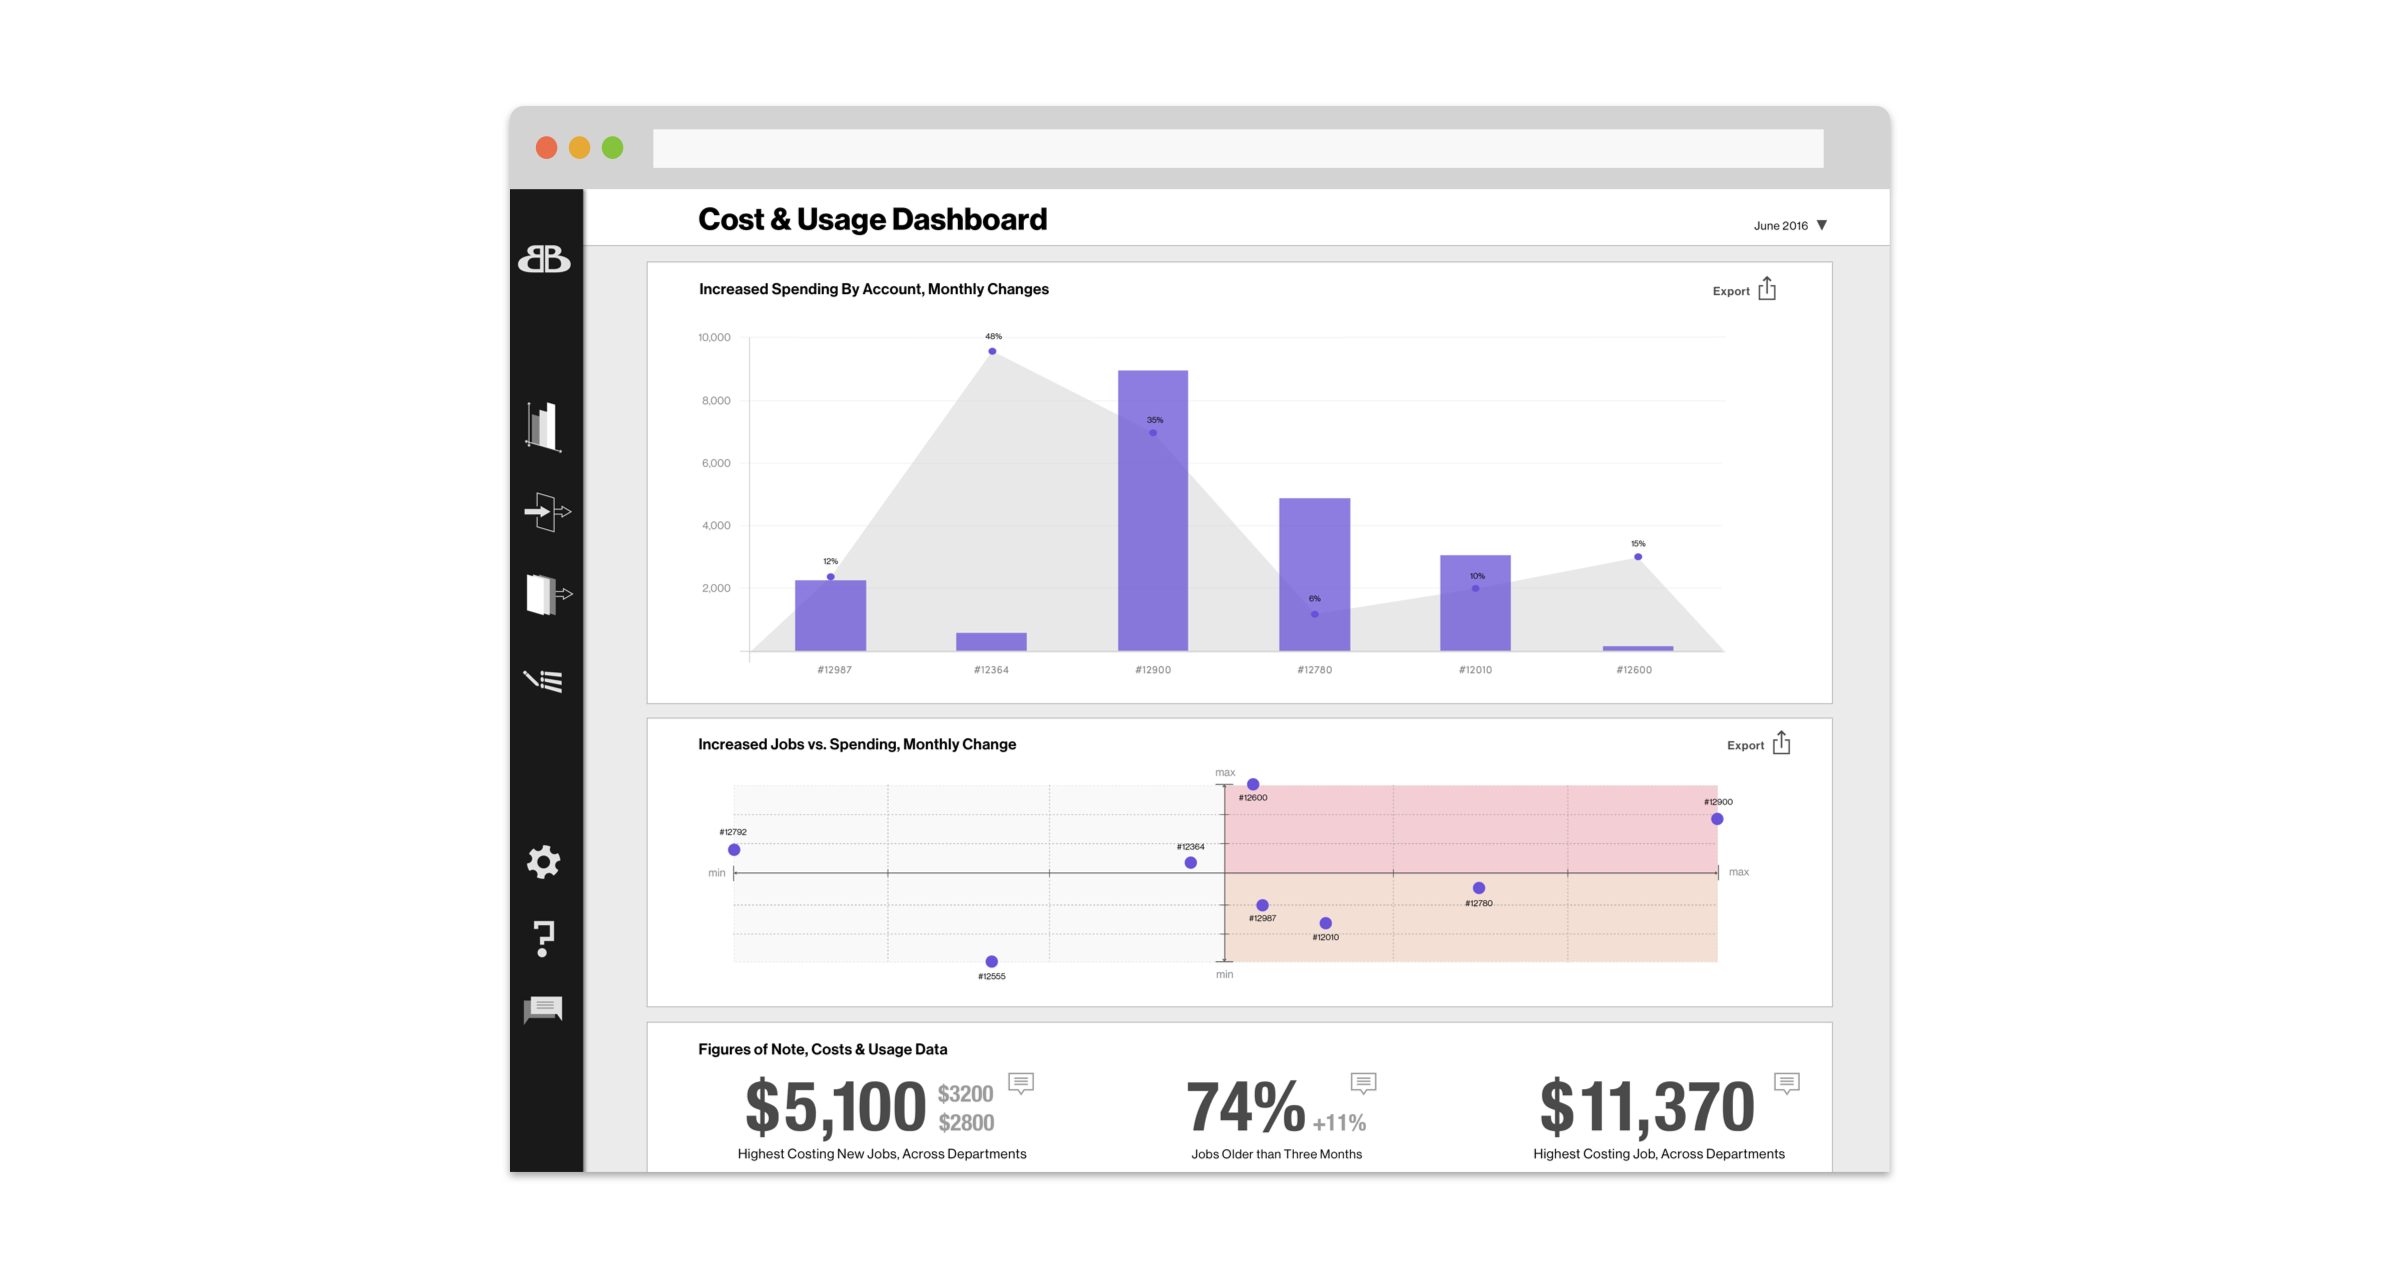 Cost & Usage Dashboard
June 2016 ▼
BB
Increased Spending By Account, Monthly Changes
Export
10,000
8,000
6,000
4,000
2,000
48%
35%
12%
15%
10%
6%
#12987
#12364
#12900
#12780
#12010
#12600
Increased Jobs vs. Spending, Monthly Change
Export
max
#12600
#12900
#12792
#12364
min
max
#12780
#12987
#12010
#12555
min
Figures of Note, Costs & Usage Data
$5,100
$3200
$2800
Highest Costing New Jobs, Across Departments
74%
+11%
Jobs Older than Three Months
$11,370
Highest Costing Job, Across Departments
?